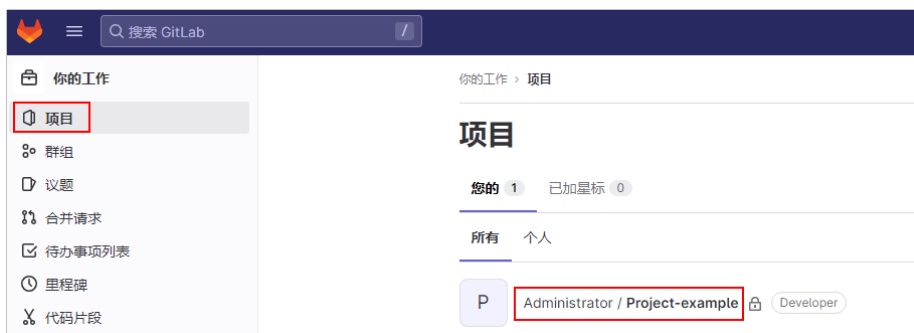 搜索 GitLab /
你的工作
项目
群组
议题
合并请求
待办事项列表
里程碑
代码片段
你的工作 › 项目
项目
您的 1 已加星标 0
所有 个人
P Administrator / Project-example Developer